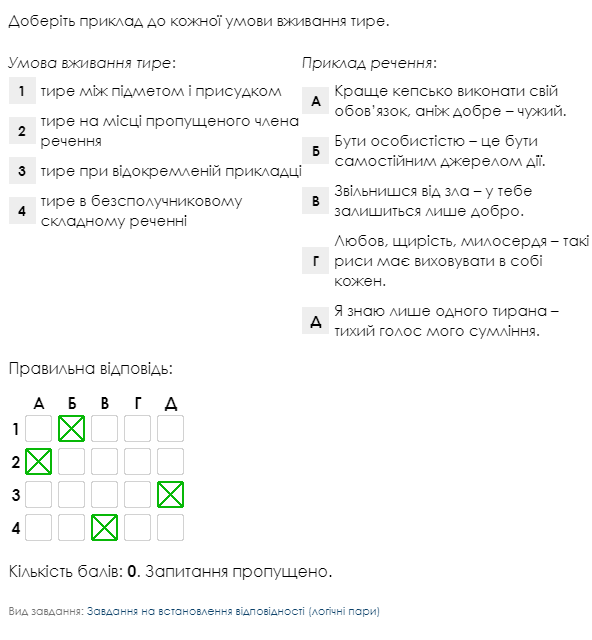 Доберіть приклад до кожної умови вживання тире.
Умова вживання тире:
1 тире між підметом і присудком
2 тире на місці пропущеного члена
речення
3 тире при відокремленій прикладці
4 тире в безсполучниковому
складному реченні
Приклад речення:
А Краще кепсько виконати свій
обов'язок, аніж добре – чужий.
Б Бути особистістю – це бути
самостійним джерелом дії.
В Звільнишся від зла – у тебе
залишиться лише добро.
Г Любов, щирість, милосердя – такі
риси має виховувати в собі
кожен.
Д Я знаю лише одного тирана –
тихий голос мого сумління.
Правильна відповідь:
А Б В Г Д
1
2
3
4
Кількість балів: 0. Запитання пропущено.
Вид завдання: Завдання на встановлення відповідності (логічні пари)